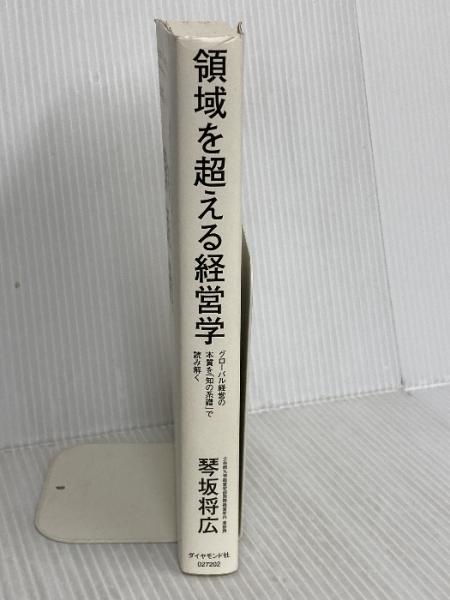 領域を超える経営学
グローバル経営の
本質を「知の系譜」で
読み解く
琴坂将広
ダイヤモンド社
027202